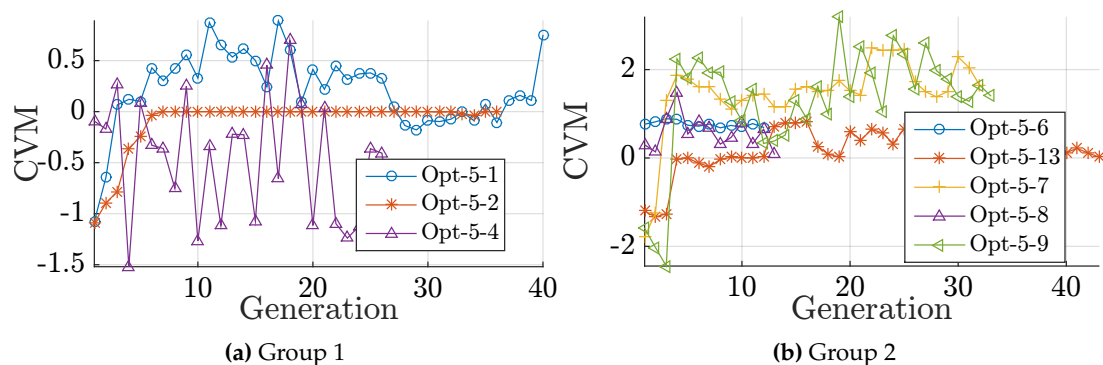 0.5
0
-0.5
-1
-1.5
CVM
10
20
30
40
Generation
Opt-5-1
Opt-5-2
Opt-5-4
(a) Group 1
2
0
-2
CVM
10
20
30
40
Generation
Opt-5-6
Opt-5-13
Opt-5-7
Opt-5-8
Opt-5-9
(b) Group 2